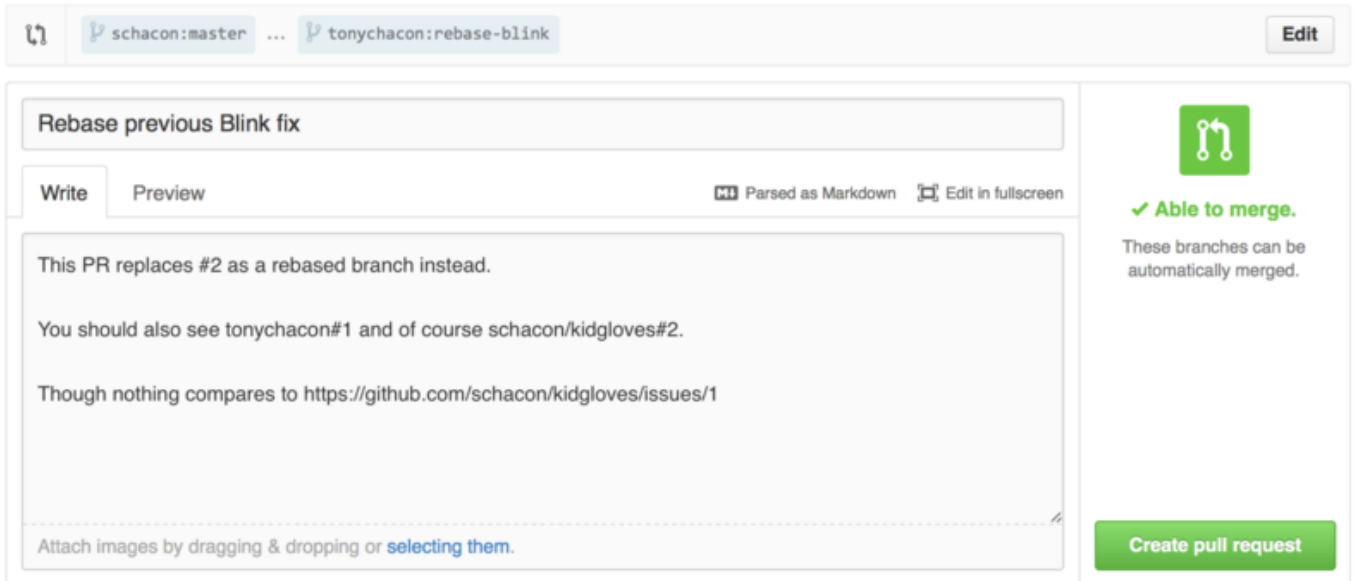 schacon:master ... tonychacon:rebase-blink Edit
Rebase previous Blink fix
Write Preview Parsed as Markdown Edit in fullscreen
This PR replaces #2 as a rebased branch instead.
You should also see tonychacon#1 and of course schacon/kidgloves#2.
Though nothing compares to https://github.com/schacon/kidgloves/issues/1
Attach images by dragging & dropping or selecting them.
Able to merge.
These branches can be
automatically merged.
Create pull request